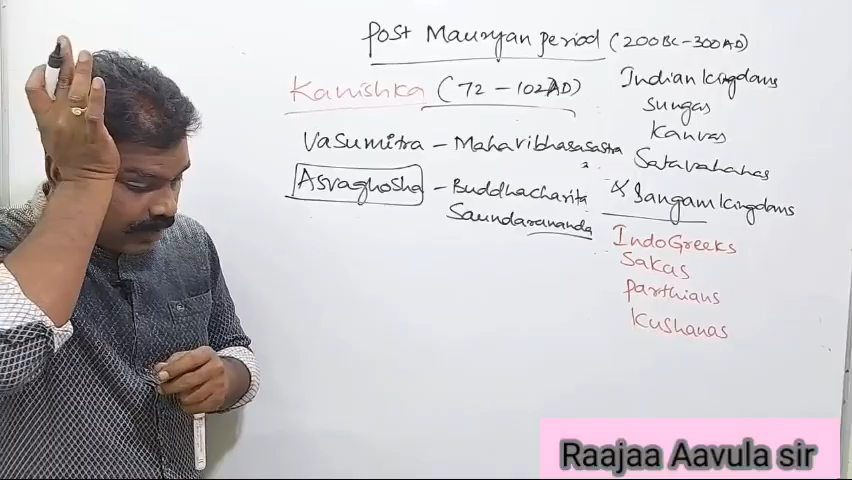 Post Mauryan period (200BC-300AD)
Kanishka (72 - 102AD)
Vasumitra - Mahavibhasasastra
Asvaghosha - Buddhacharita
Saundarananda
Indian kingdoms
Sungas
Kanvas
Satavahanas
& Sangam kingdoms
IndoGreeks
Sakas
Parthians
Kushanas
Raajaa Aavula sir